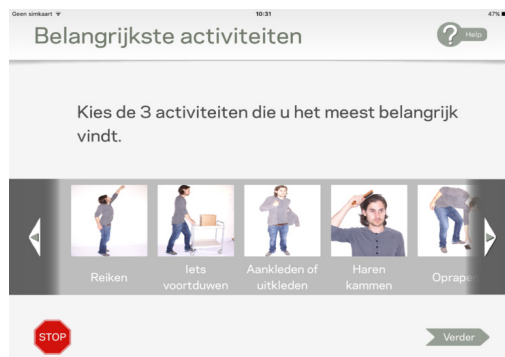 Geen simkaart
10:31
47%
Belangrijkste activiteiten
? Help
Kies de 3 activiteiten die u het meest belangrijk
vindt.
Reiken
Iets
voortduwen
Aankleden of
uitkleden
Haren
kammen
Oprape
STOP
Verder